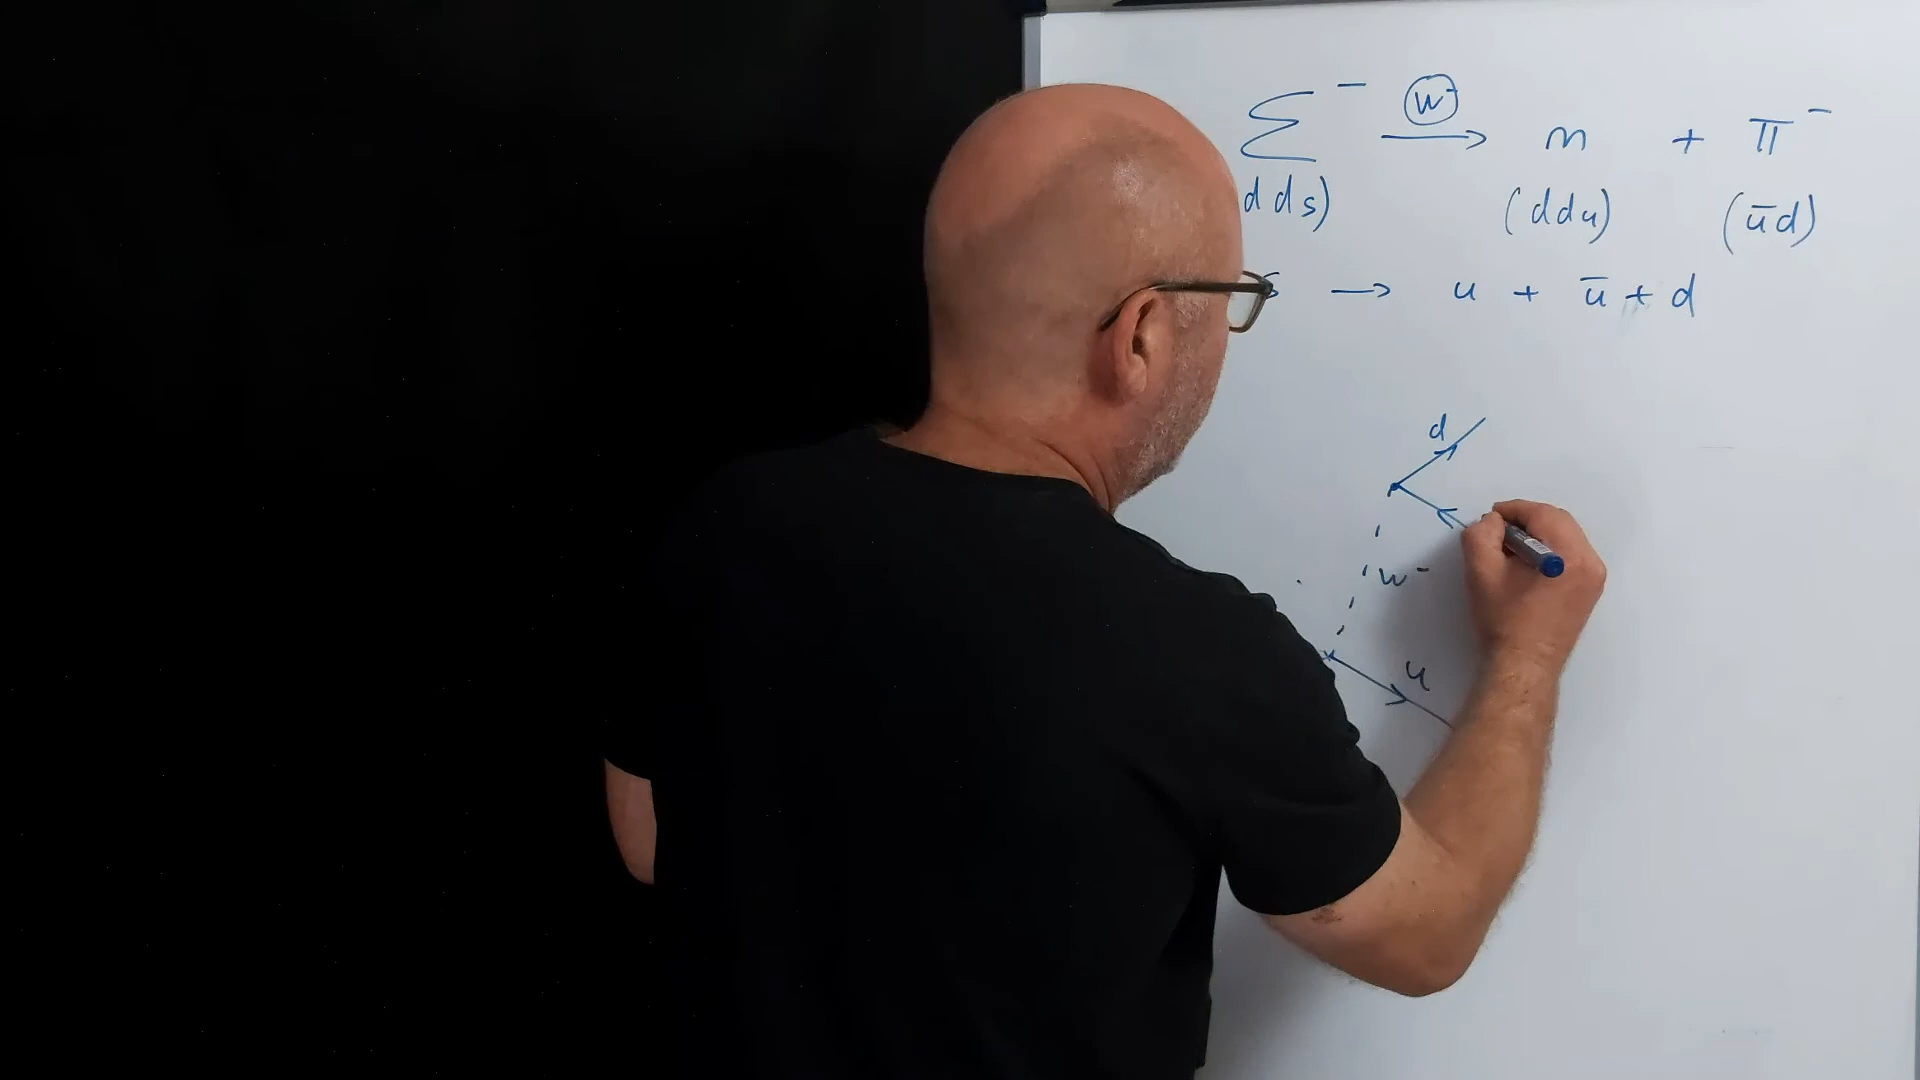 Σ⁻ W⁻ → n + π⁻
dds) (ddu) (ūd)
s → u + ū + d
d
W⁻
u